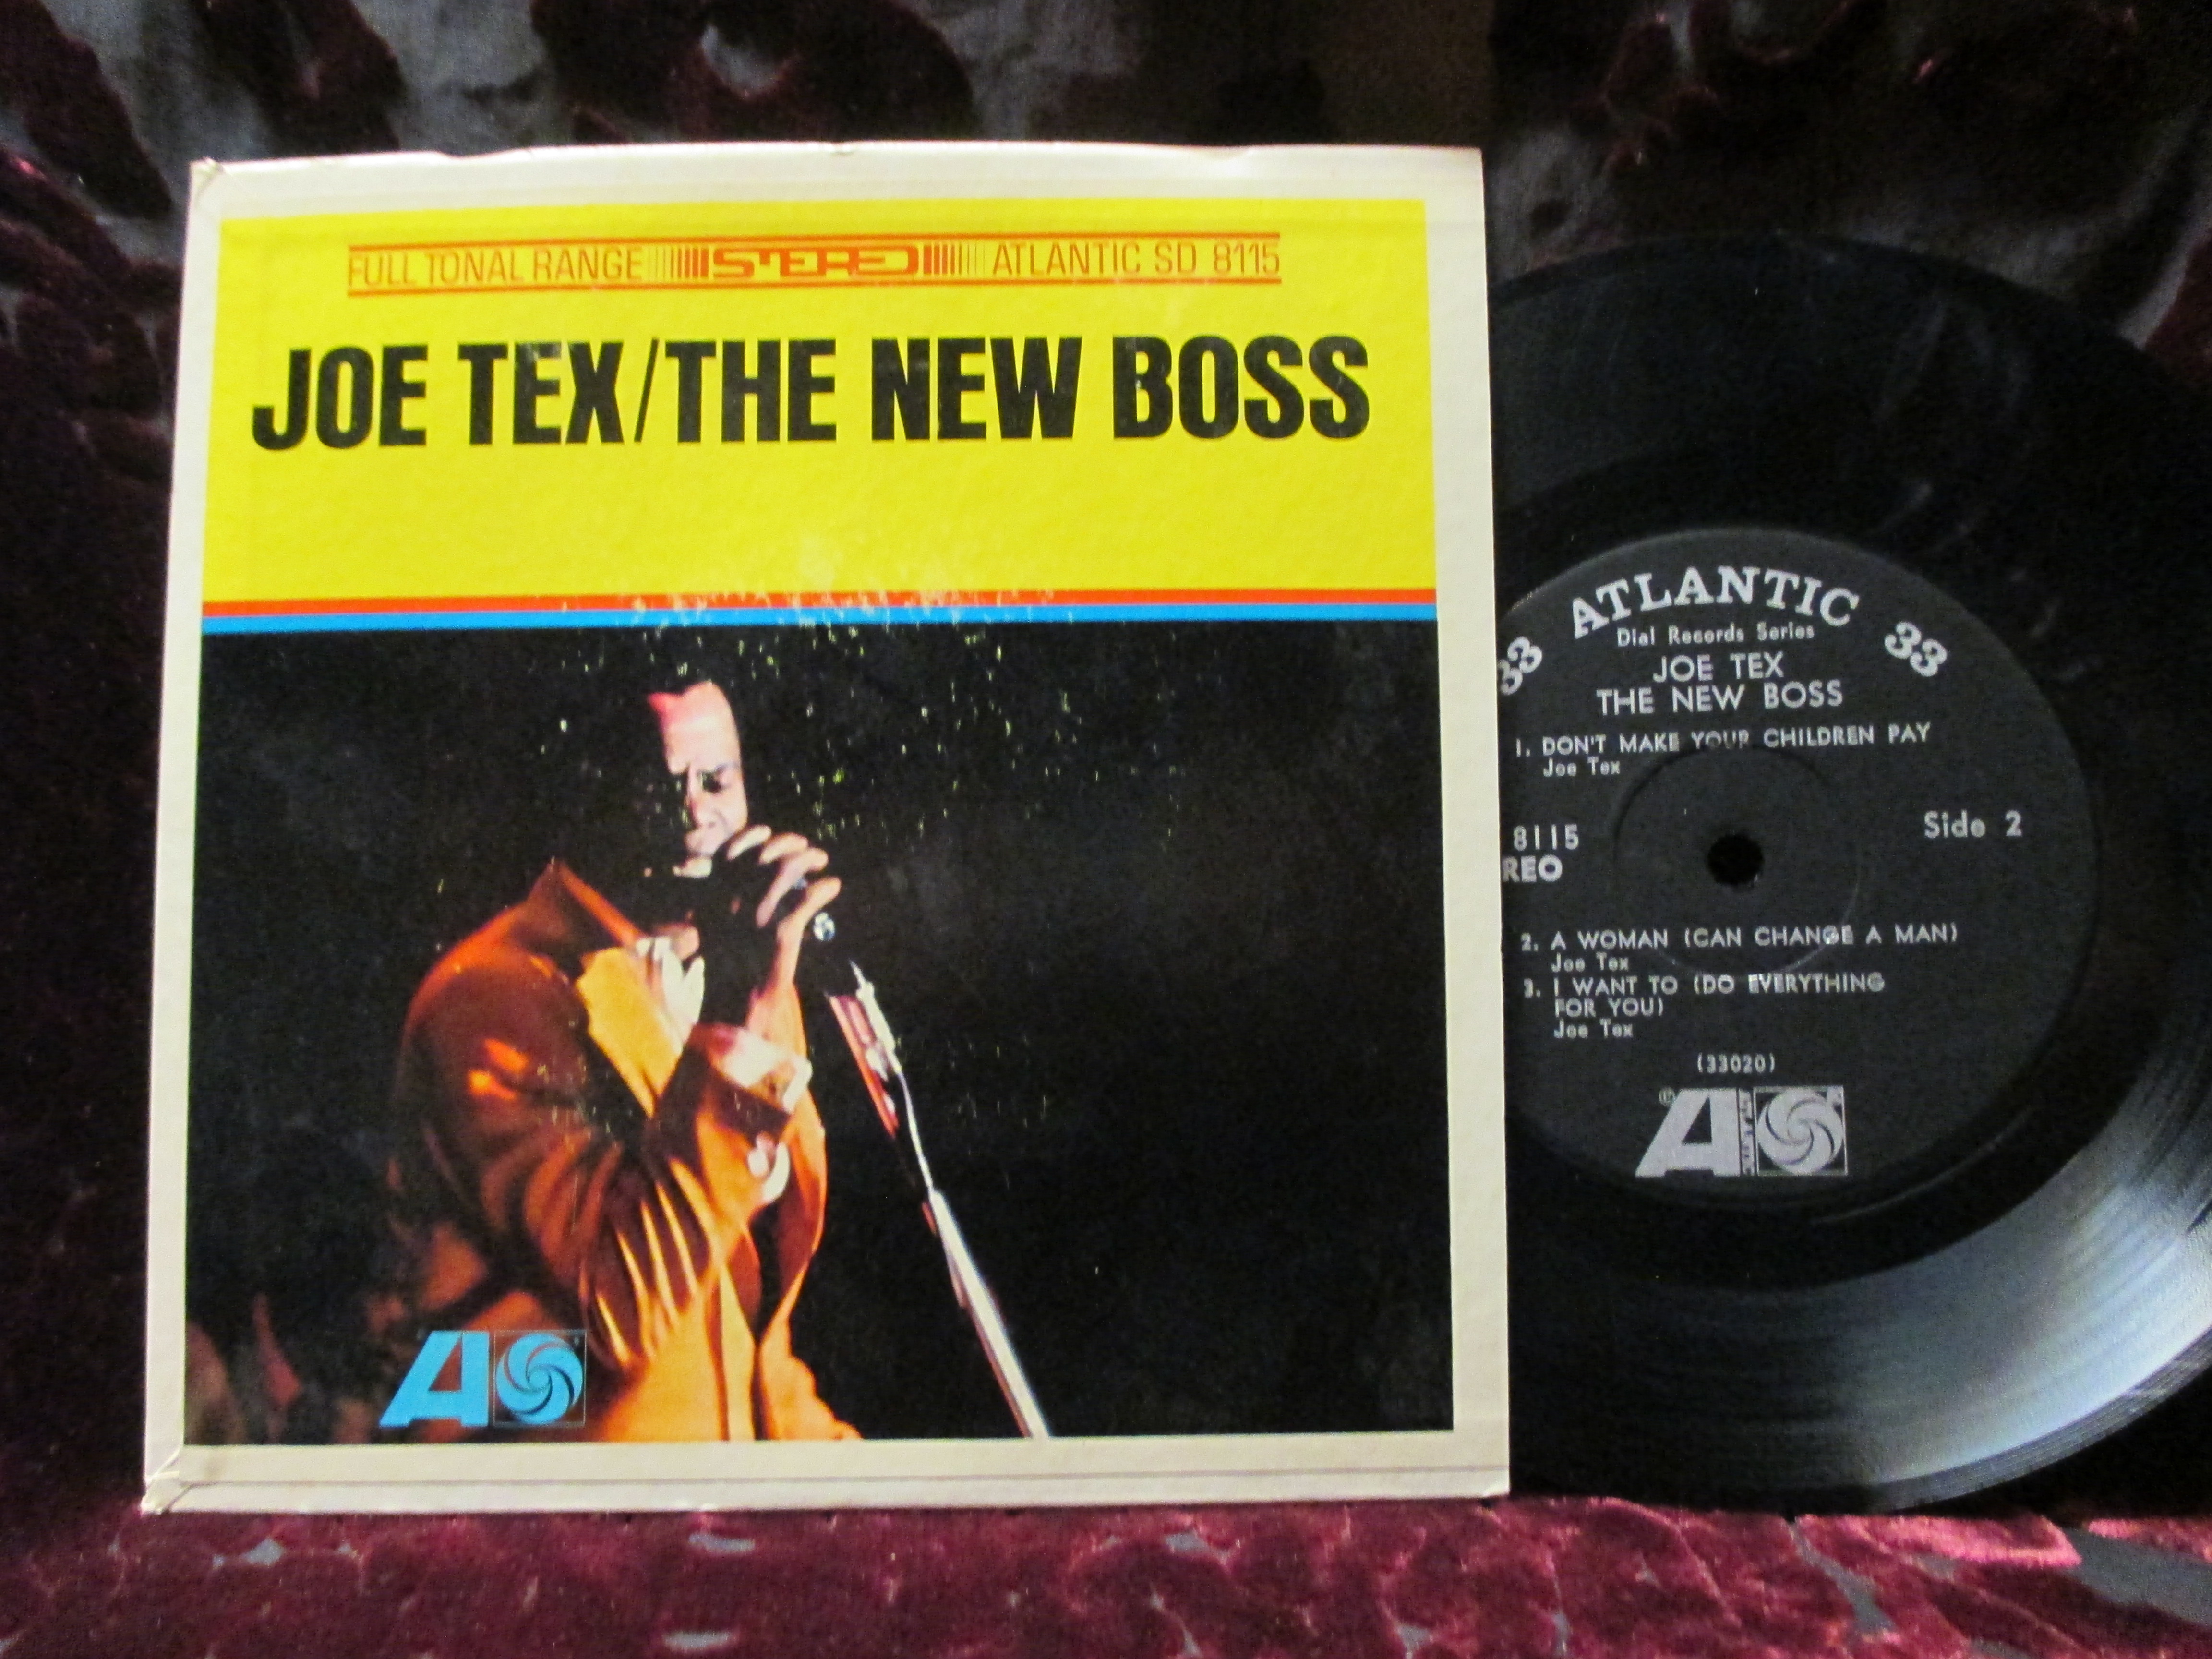 FULL TONAL RANGE STEREO ATLANTIC SD 8115
JOE TEX/THE NEW BOSS
ATLANTIC
33 33
Dial Records Series
JOE TEX
THE NEW BOSS
1. DON'T MAKE YOUR CHILDREN PAY
Joe Tex
8115
Side 2
REO
2. A WOMAN (CAN CHANGE A MAN)
Joe Tex
3. I WANT TO (DO EVERYTHING
FOR YOU)
Joe Tex
(33020)
A
A